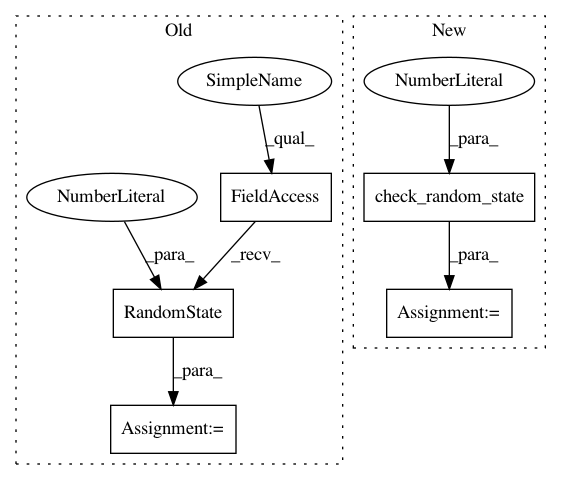 Old
New
SimpleName
NumberLiteral
_qual_
_para_
NumberLiteral
FieldAccess
check_random_state
_para_
_recv_
_para_
RandomState
Assignment:=
_para_
Assignment:=